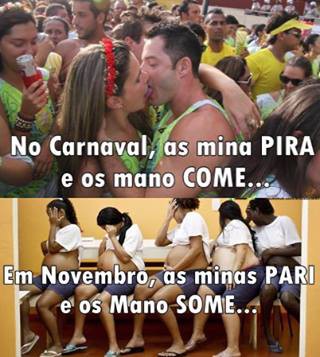 No Carnaval, as mina PIRA
e os mano COME...
Em Novembro, as minas PARI
e os Mano SOME...